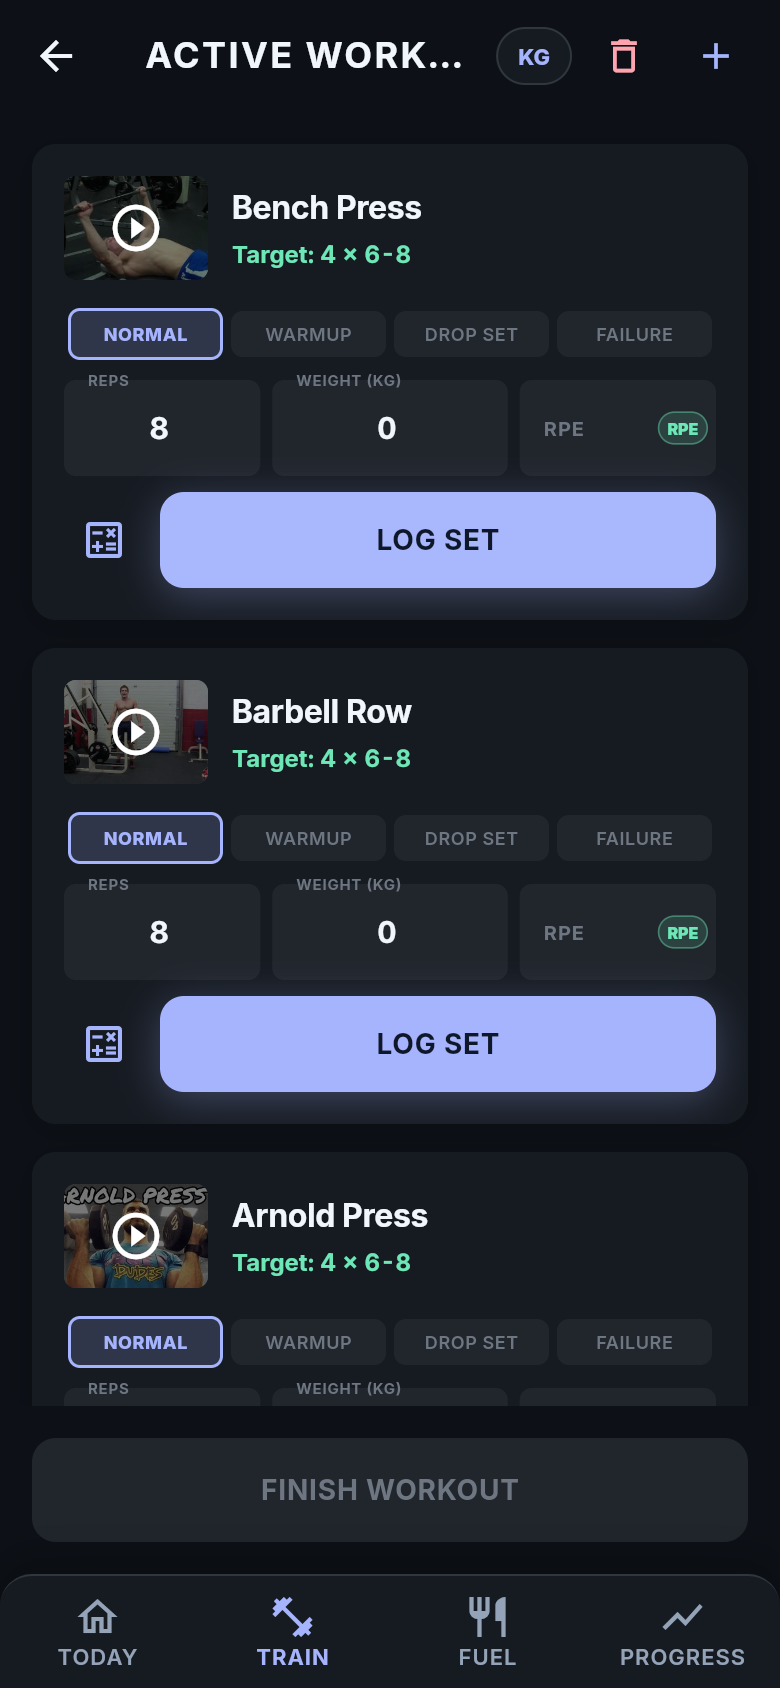 ACTIVE WORK...
KG
Bench Press
Target: 4 × 6-8
NORMAL
WARMUP
DROP SET
FAILURE
REPS
WEIGHT (KG)
8
0
RPE
RPE
LOG SET
Barbell Row
Target: 4 × 6-8
NORMAL
WARMUP
DROP SET
FAILURE
REPS
WEIGHT (KG)
8
0
RPE
RPE
LOG SET
RNOLD PRESS
DUDES
Arnold Press
Target: 4 × 6-8
NORMAL
WARMUP
DROP SET
FAILURE
REPS
WEIGHT (KG)
FINISH WORKOUT
TODAY
TRAIN
FUEL
PROGRESS